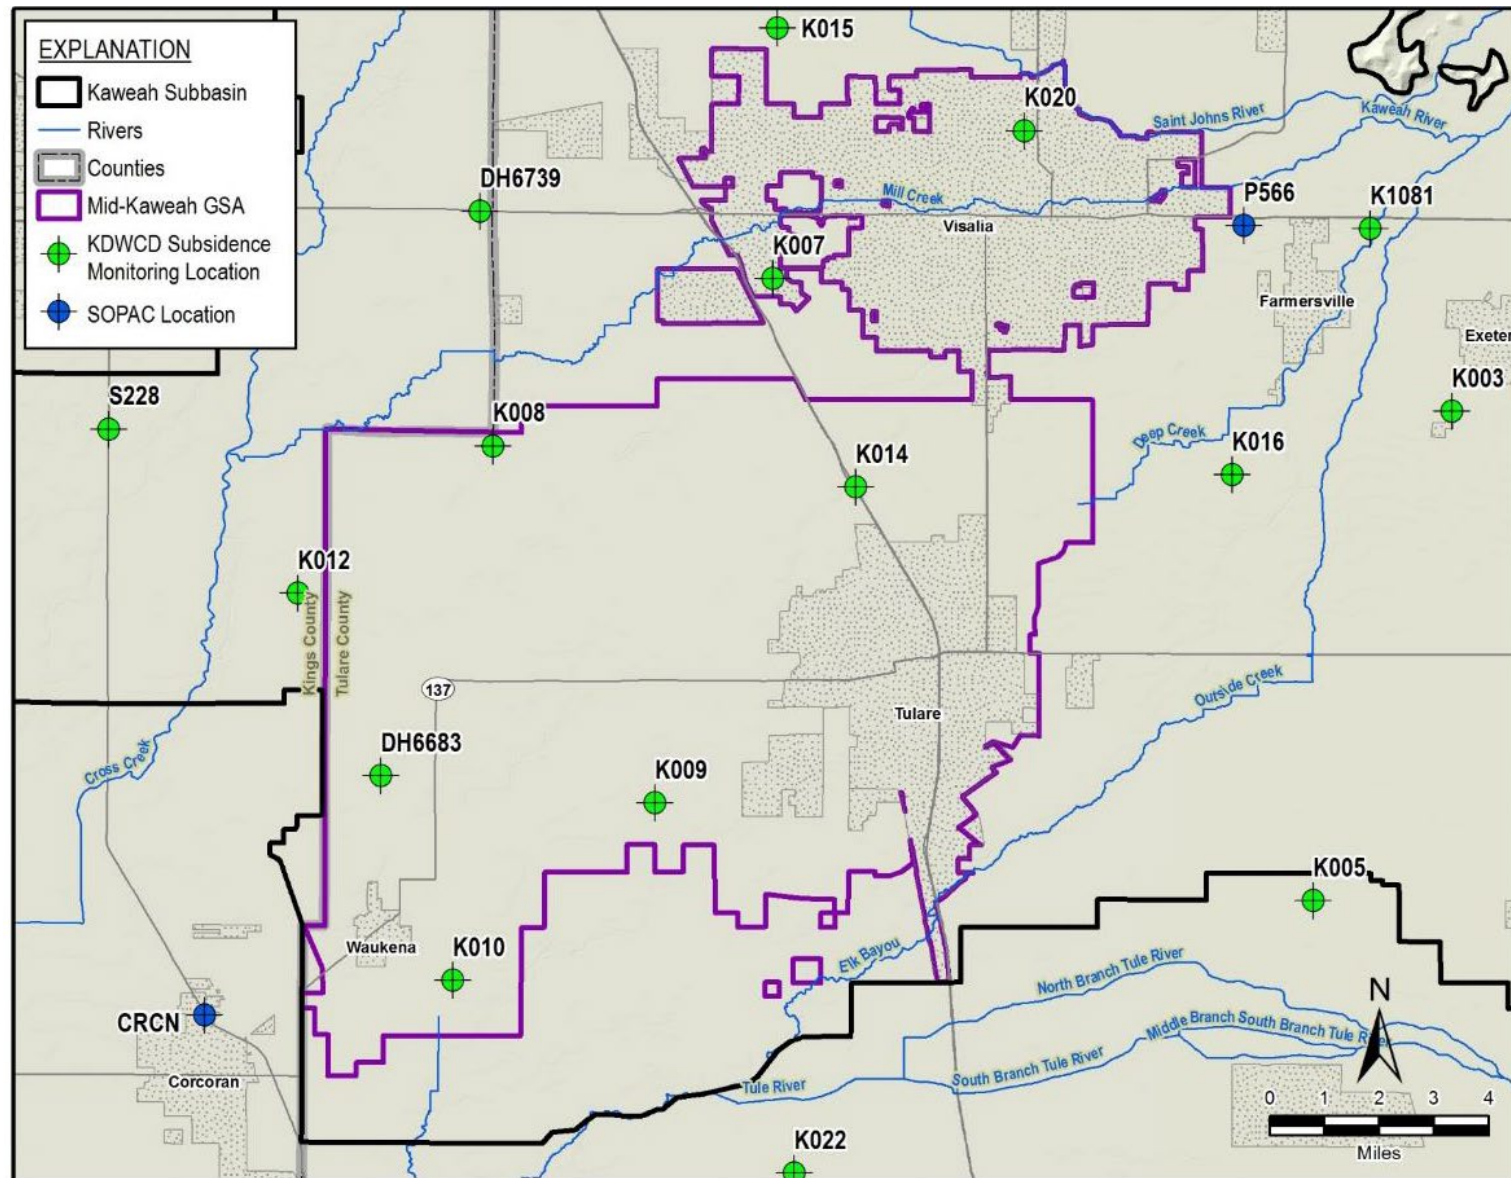 EXPLANATION
Kaweah Subbasin
Rivers
Counties
Mid-Kaweah GSA
KDWCD Subsidence
Monitoring Location
SOPAC Location
K015
K020
Saint Johns River
Kaweah River
DH6739
Mill Creek
P566
K1081
Visalia
K007
Farmersville
Exeter
K003
S228
K008
Deep Creek
K016
K014
K012
Kings County
Tulare County
137
Outside Creek
Tulare
Cross Creek
DH6683
K009
K005
Waukena
K010
Elk Bayou
North Branch Tule River
N
CRCN
Middle Branch South Branch Tule River
South Branch Tule River
Corcoran
Tule River
0 1 2 3 4
Miles
K022